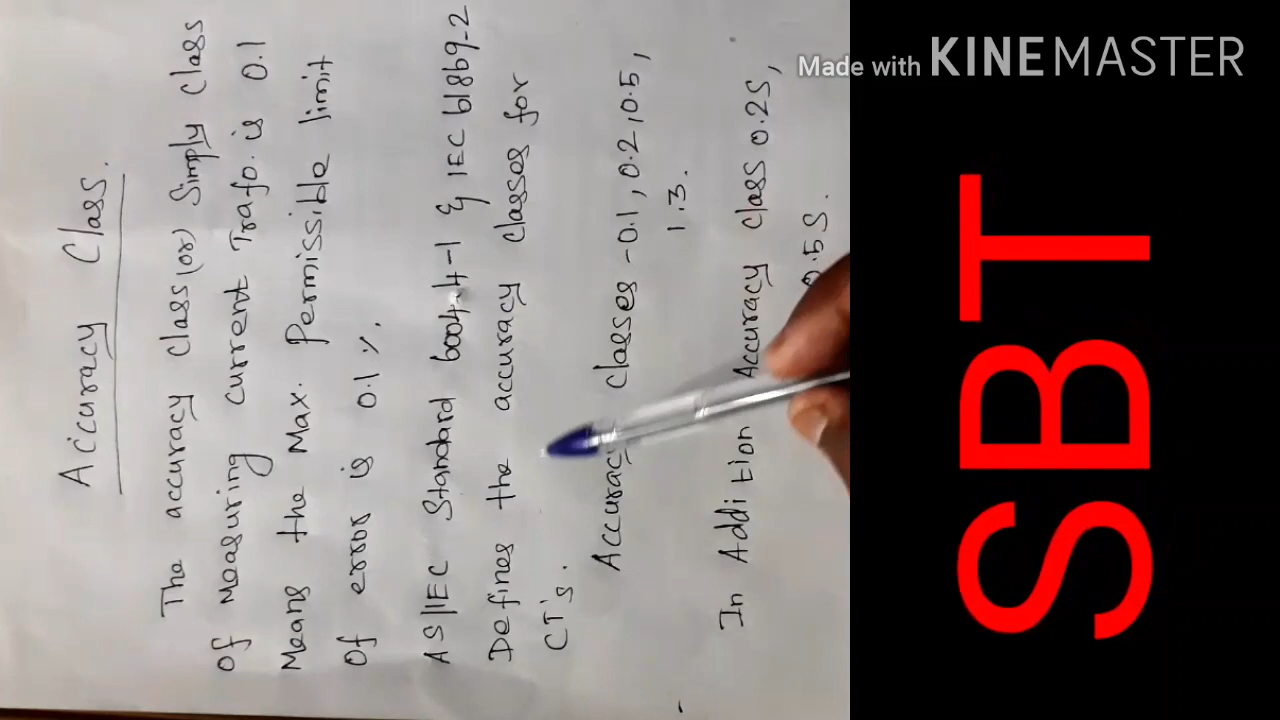 Accuracy Class.
The accuracy class (or) Simply class
of Measuring current Trafo. is 0.1
Means the Max. Permissible limit
of error is 0.1 %.
AS/IEC Standard 60044-1 & IEC 61869-2
Defines the accuracy classes for
CT's.
Accuracy classes - 0.1, 0.2, 0.5,
1.3.
In Addition Accuracy class 0.2S,
0.5S.
Made with KINEMASTER
SBT